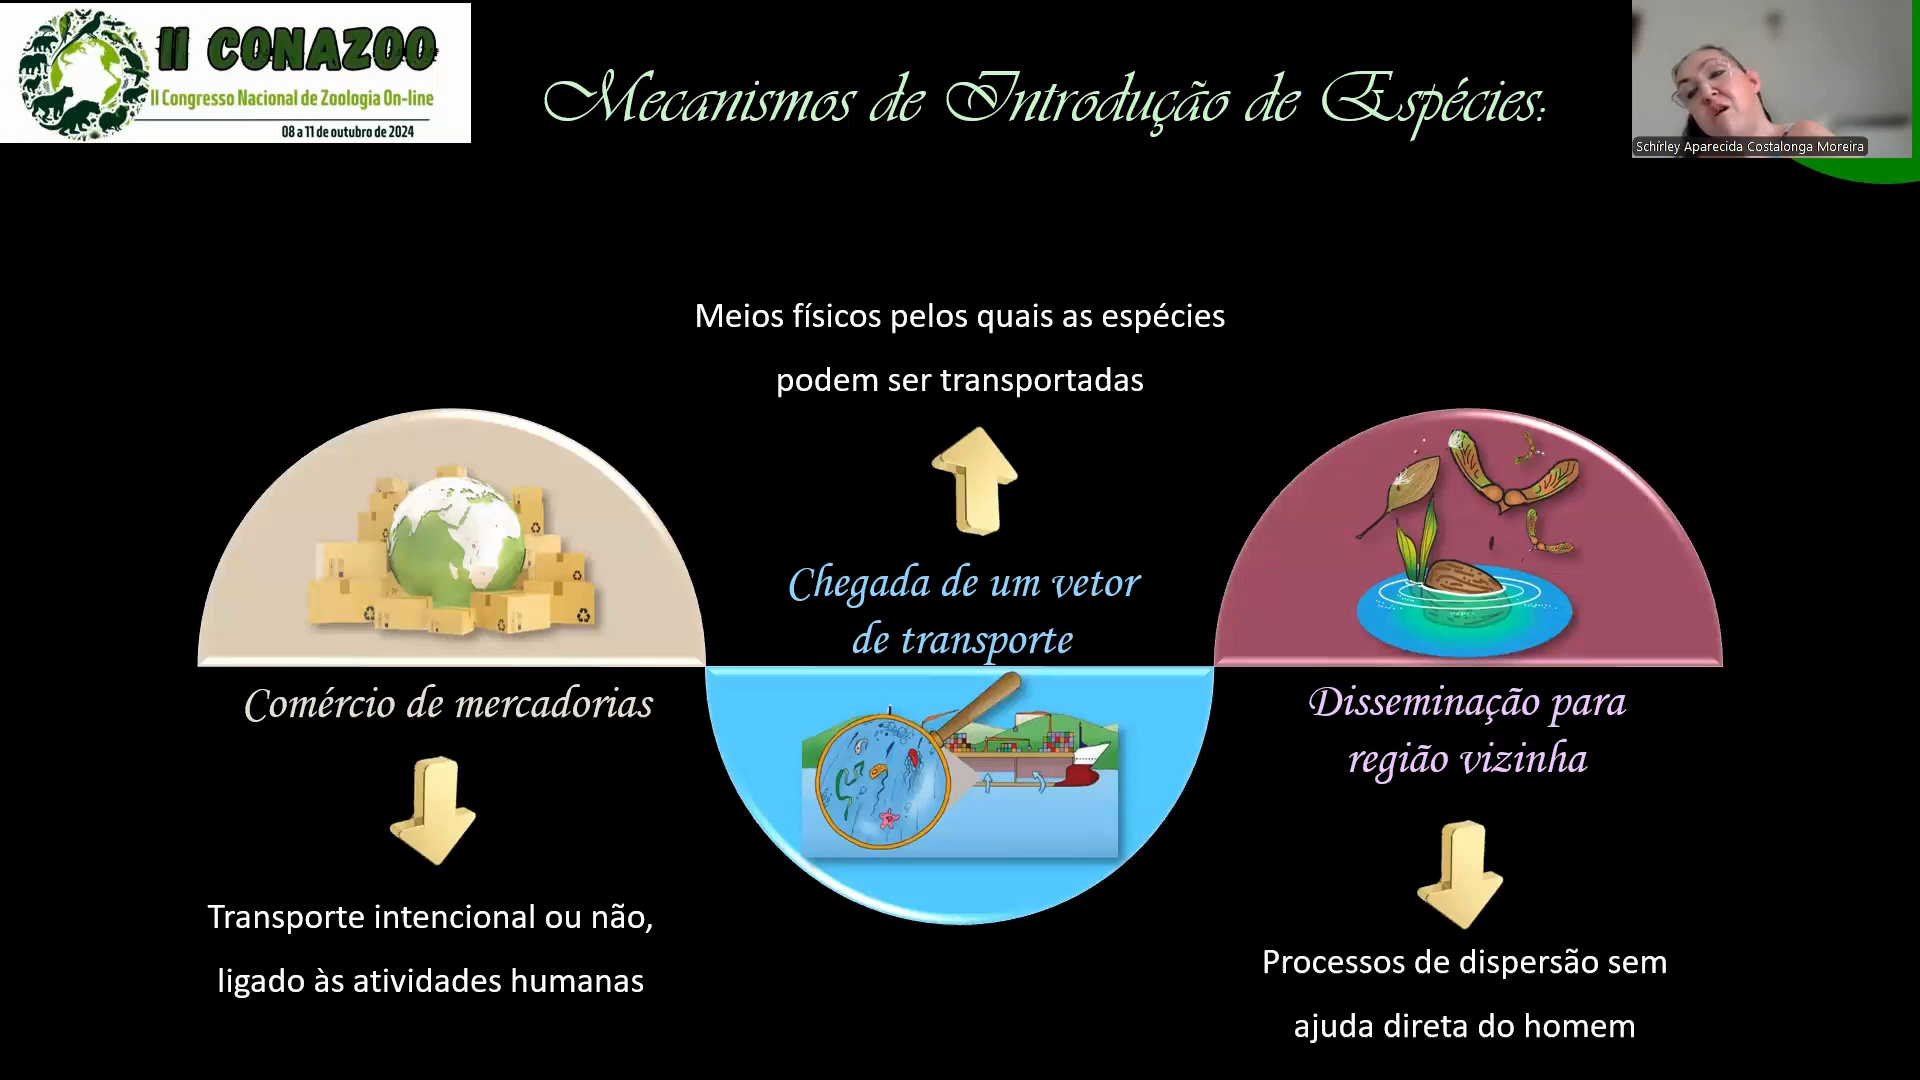 II CONAZOO
II Congresso Nacional de Zoologia On-line
08 a 11 de outubro de 2024
Mecanismos de Introdução de Espécies:
Schírley Aparecida Costalonga Moreira
Meios físicos pelos quais as espécies
podem ser transportadas
Chegada de um vetor
de transporte
Comércio de mercadorias
Transporte intencional ou não,
ligado às atividades humanas
Disseminação para
região vizinha
Processos de dispersão sem
ajuda direta do homem